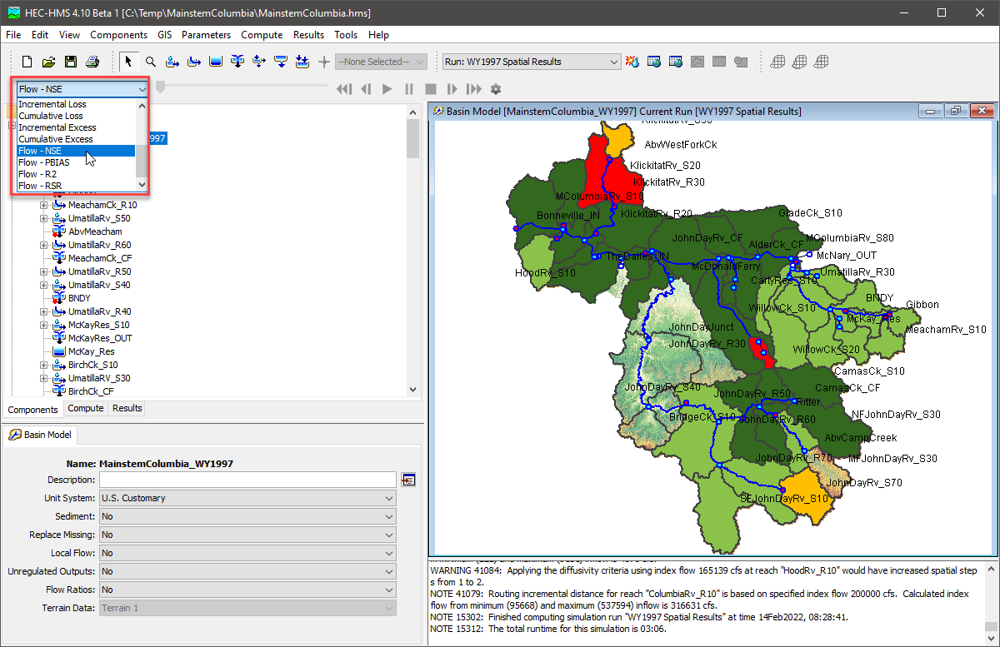 HEC-HMS 4.10 Beta 1 [C:\Temp\MainstemColumbia\MainstemColumbia.hms]
File Edit View Components GIS Parameters Compute Results Tools Help
--None Selected-- Run: WY1997 Spatial Results
Flow - NSE
Incremental Loss
Cumulative Loss
Incremental Excess
Cumulative Excess
Flow - NSE
Flow - PBIAS
Flow - R2
Flow - RSR
997
MeachamCk_R10
UmatillaRv_S50
AbvMeacham
UmatillaRv_R60
MeachamCk_CF
UmatillaRv_R50
UmatillaRv_S40
BNDY
UmatillaRv_R40
McKayRes_S10
McKayRes_OUT
McKay_Res
BirchCk_S10
UmatillaRV_S30
BirchCk_CF
Components Compute Results
Basin Model
Name: MainstemColumbia_WY1997
Description:
Unit System: U.S. Customary
Sediment: No
Replace Missing: No
Local Flow: No
Unregulated Outputs: No
Flow Ratios: No
Terrain Data: Terrain 1
Basin Model [MainstemColumbia_WY1997] Current Run [WY1997 Spatial Results]
AbvWestForkCk
KlickitatRv_S20
KlickitatRv_R30
MColumbiaRv_S10
KlickitatRv_R20
Bonneville_IN
GladeCk_S10
JohnDayRv_CF
MColumbiaRv_S80
AlderCk_CF
McNary_OUT
TheDalles_IN
McDonaldFerry
UmatillaRv_R30
HoodRv_S10
CanyRes_S10
BNDY
Gibbon
WillowCk_S10
McKay_Res
JohnDayJunct
MeachamRv_S10
JohnDayRv_R30
WillowCk_S20
CamasCk_S10
JohnDayRv_S40
CamasCk_CF
JohnDayRv_R50
Ritter
BridgeCk_S10
JohnDayRv_R60
NFJohnDayRv_S30
AbvCampCreek
JohnDayRv_R70
MFJohnDayRv_S30
JohnDayRv_S70
SFJohnDayRv_S10
WARNING 41084: Applying the diffusivity criteria using index flow 165139 cfs at reach "HoodRv_R10" would have increased spatial step
s from 1 to 2.
NOTE 41079: Routing incremental distance for reach "ColumbiaRv_R10" is based on specified index flow 200000 cfs. Calculated index
flow from minimum (95668) and maximum (537594) inflow is 316631 cfs.
NOTE 15302: Finished computing simulation run "WY1997 Spatial Results" at time 14Feb2022, 08:28:41.
NOTE 15312: The total runtime for this simulation is 03:06.